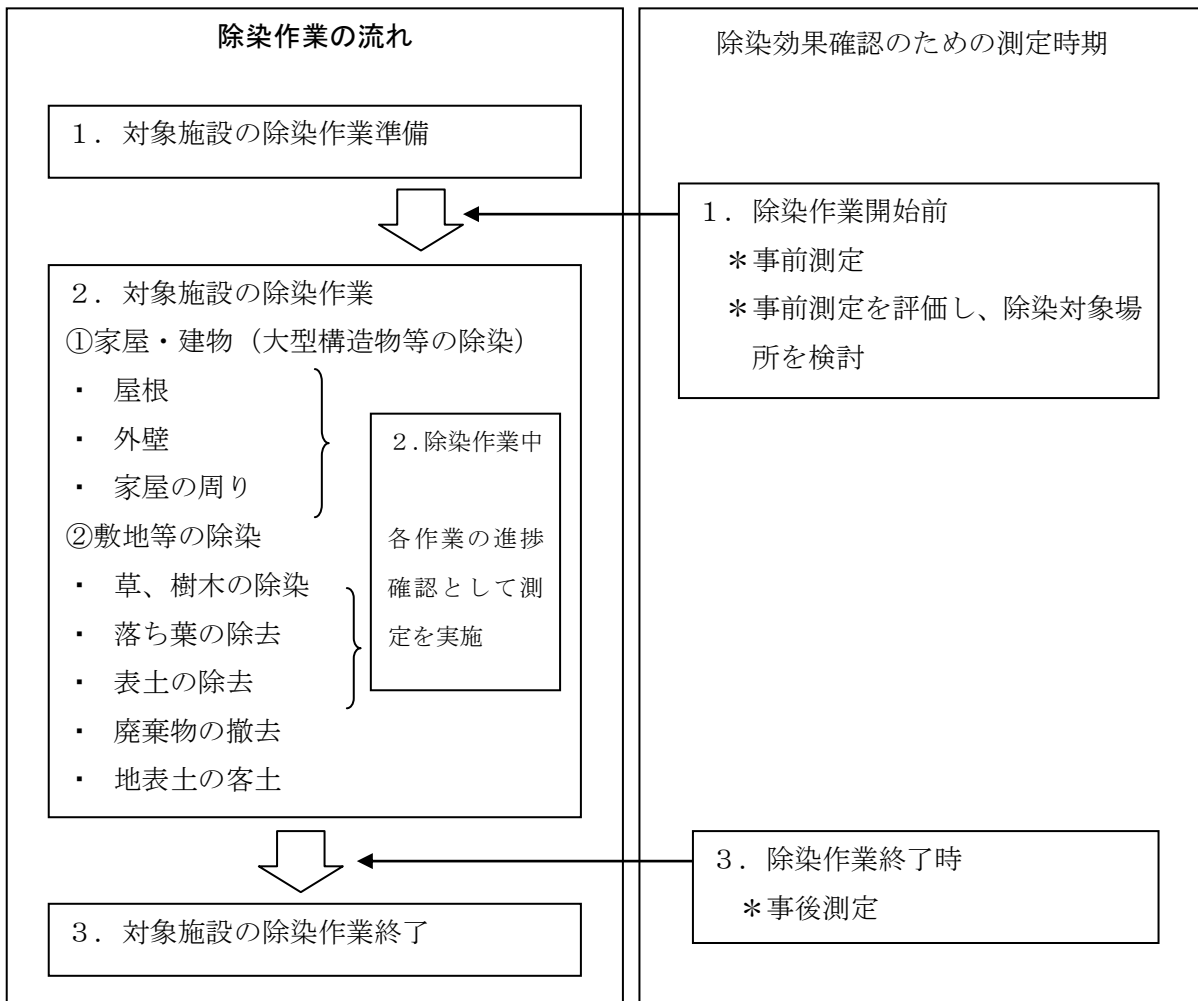 除染作業の流れ
１．対象施設の除染作業準備
２．対象施設の除染作業
①家屋・建物（大型構造物等の除染）
・ 屋根
・ 外壁
・ 家屋の周り
②敷地等の除染
・ 草、樹木の除染
・ 落ち葉の除去
・ 表土の除去
・ 廃棄物の撤去
・ 地表土の客土
２.除染作業中
各作業の進捗
確認として測
定を実施
３．対象施設の除染作業終了
除染効果確認のための測定時期
１．除染作業開始前
＊事前測定
＊事前測定を評価し、除染対象場
所を検討
３．除染作業終了時
＊事後測定